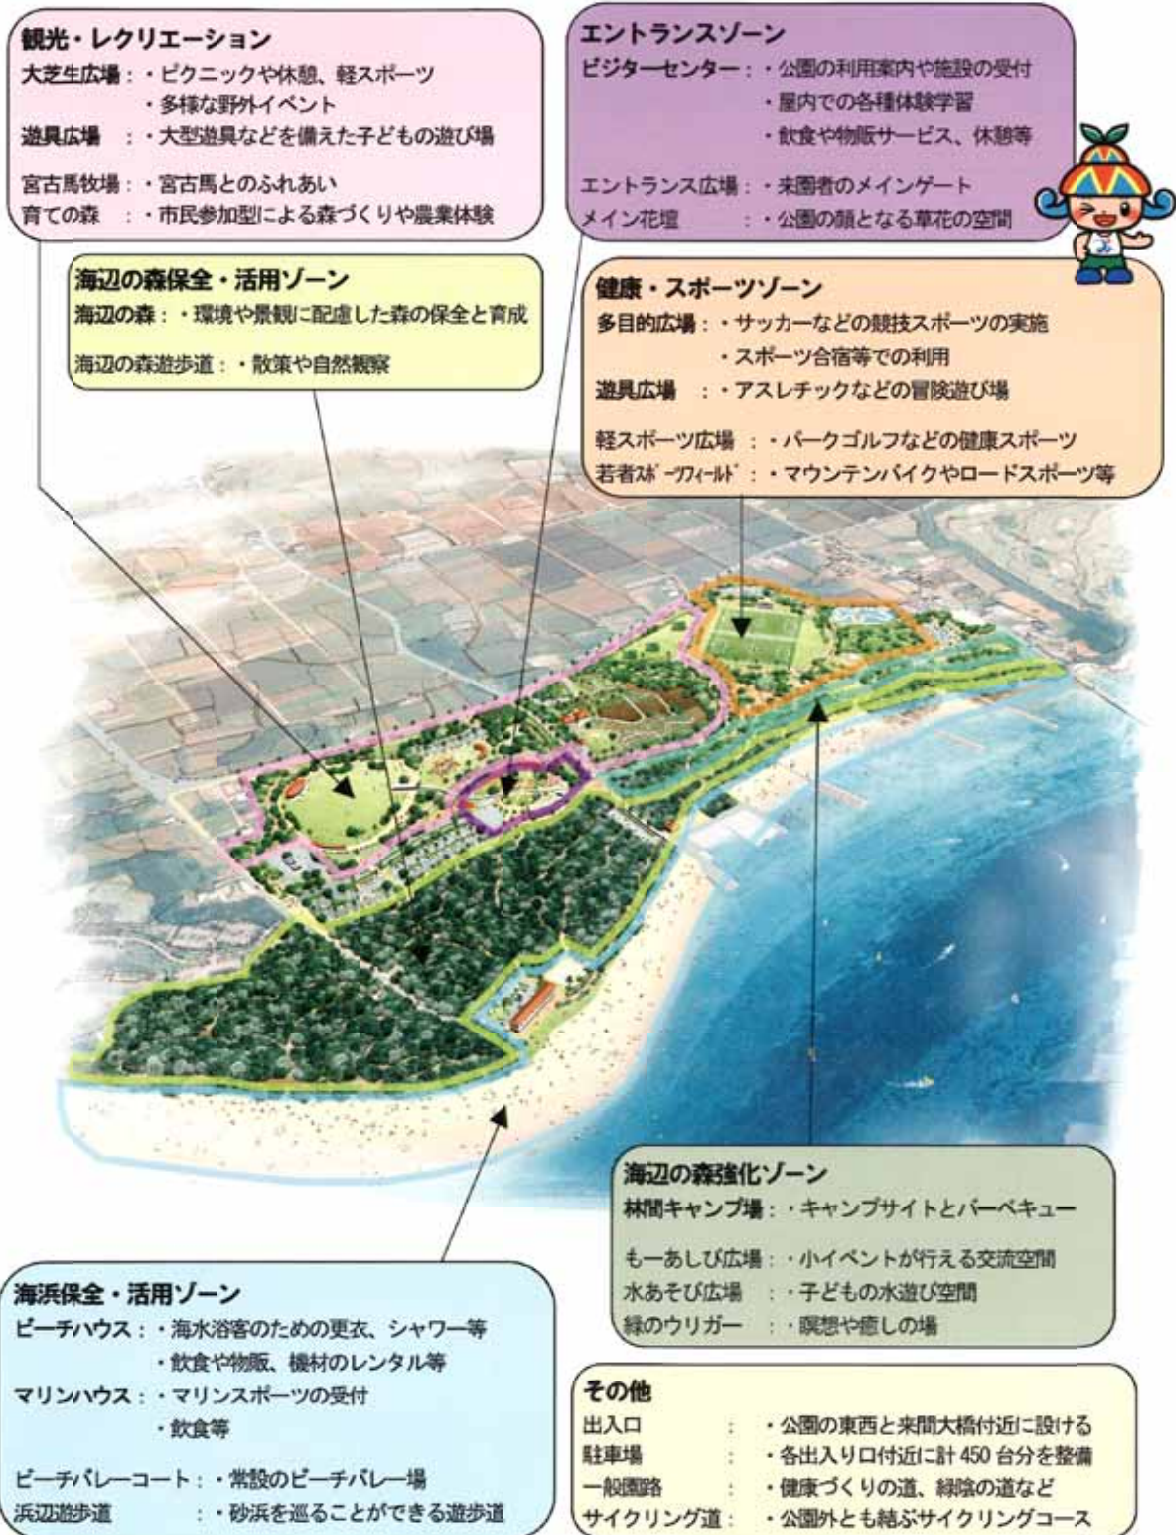 観光・レクリエーション
大芝生広場：・ピクニックや休憩、軽スポーツ
・多様な野外イベント
遊具広場　：・大型遊具などを備えた子どもの遊び場
宮古馬牧場：・宮古馬とのふれあい
育ての森　：・市民参加型による森づくりや農業体験
エントランスゾーン
ビジターセンター：・公園の利用案内や施設の受付
・屋内での各種体験学習
・飲食や物販サービス、休憩等
エントランス広場：・来園者のメインゲート
メイン花壇　　　：・公園の顔となる草花の空間
海辺の森保全・活用ゾーン
海辺の森：・環境や景観に配慮した森の保全と育成
海辺の森遊歩道：・散策や自然観察
健康・スポーツゾーン
多目的広場：・サッカーなどの競技スポーツの実施
・スポーツ合宿等での利用
遊具広場　：・アスレチックなどの冒険遊び場
軽スポーツ広場　：・パークゴルフなどの健康スポーツ
若者ｽﾎﾟｰﾂﾌｨｰﾙﾄﾞ：・マウンテンバイクやロードスポーツ等
海辺の森強化ゾーン
林間キャンプ場：・キャンプサイトとバーベキュー
もーあしび広場：・小イベントが行える交流空間
水あそび広場　：・子どもの水遊び空間
緑のウリガー　：・瞑想や癒しの場
海浜保全・活用ゾーン
ビーチハウス：・海水浴客のための更衣、シャワー等
・飲食や物販、機材のレンタル等
マリンハウス：・マリンスポーツの受付
・飲食等
ビーチバレーコート：・常設のビーチバレー場
浜辺遊歩道　　　　：・砂浜を巡ることができる遊歩道
その他
出入口　　　：・公園の東西と来間大橋付近に設ける
駐車場　　　：・各出入り口付近に計 450 台分を整備
一般園路　　：・健康づくりの道、緑陰の道など
サイクリング道：・公園外とも結ぶサイクリングコース